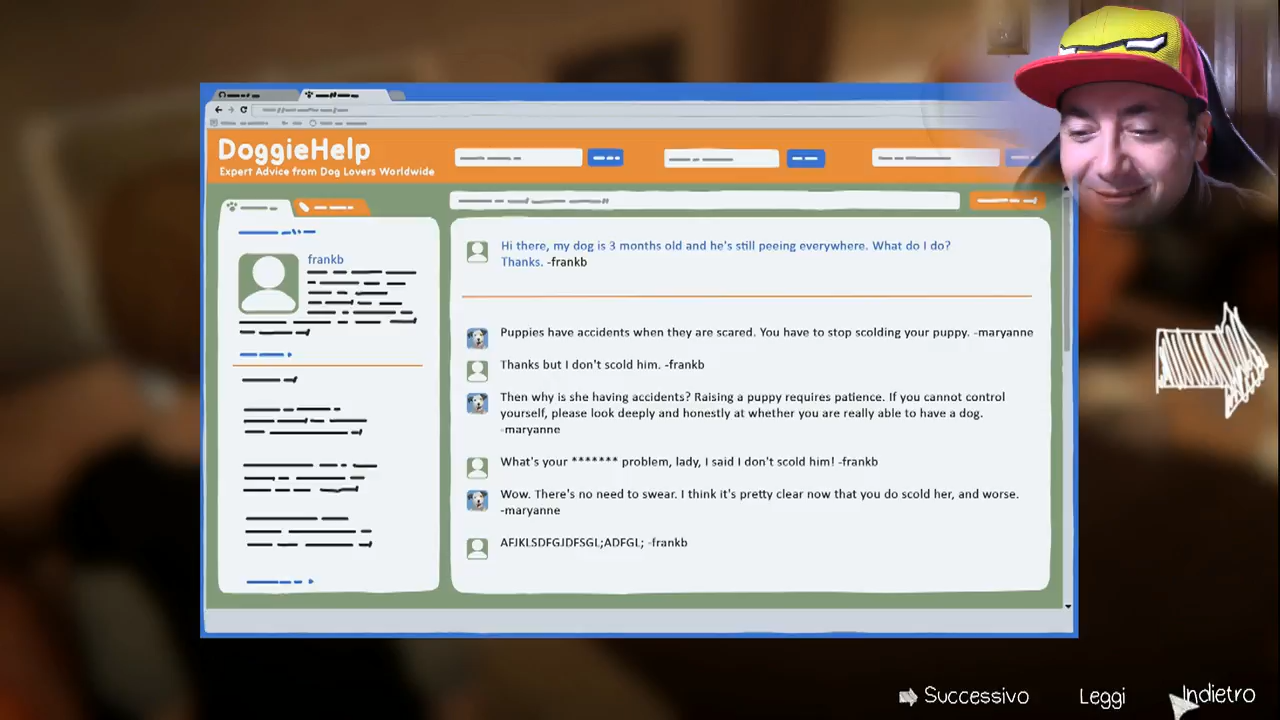 DoggieHelp
Expert Advice from Dog Lovers Worldwide
frankb
Hi there, my dog is 3 months old and he's still peeing everywhere. What do I do?
Thanks. -frankb
Puppies have accidents when they are scared. You have to stop scolding your puppy. -maryanne
Thanks but I don't scold him. -frankb
Then why is she having accidents? Raising a puppy requires patience. If you cannot control
yourself, please look deeply and honestly at whether you are really able to have a dog.
-maryanne
What's your ******* problem, lady, I said I don't scold him! -frankb
Wow. There's no need to swear. I think it's pretty clear now that you do scold her, and worse.
-maryanne
AFJKLSDFGJDFSGL;ADFGL; -frankb
Successivo
Leggi
Indietro